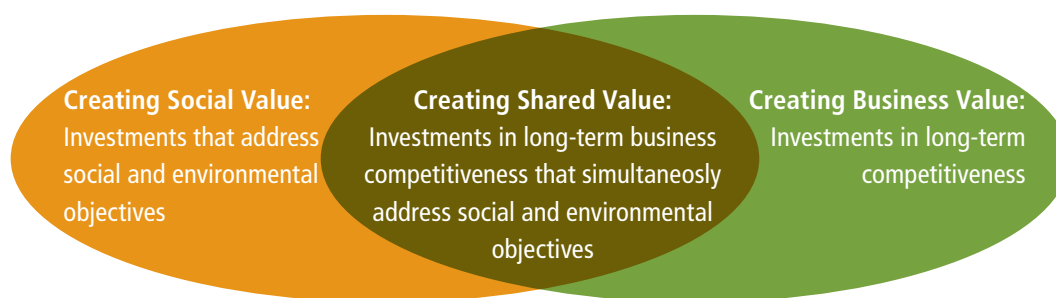 Creating Social Value:
Investments that address
social and environmental
objectives
Creating Shared Value:
Investments in long-term business
competitiveness that simultaneosly
address social and environmental
objectives
Creating Business Value:
Investments in long-term
competitiveness